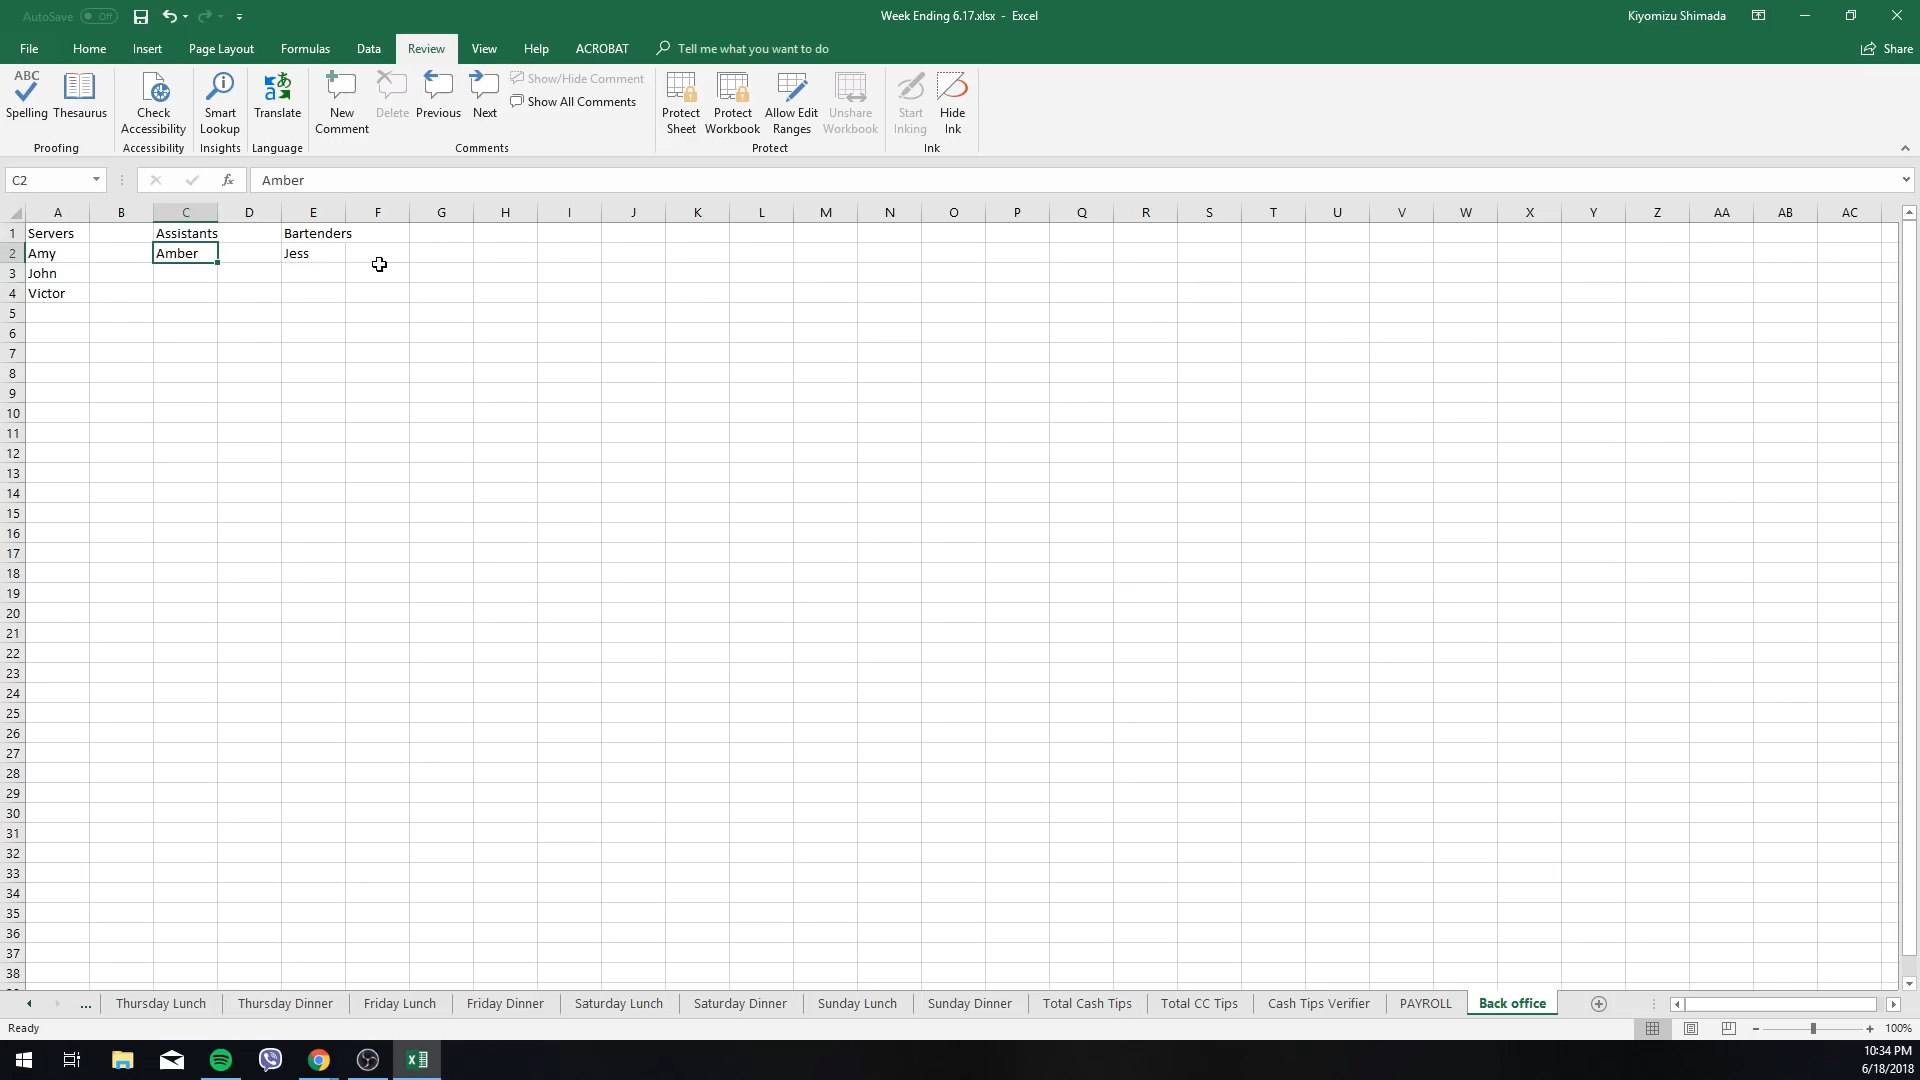 AutoSave Off
Week Ending 6.17.xlsx - Excel
Kiyomizu Shimada
File Home Insert Page Layout Formulas Data Review View Help ACROBAT Tell me what you want to do Share
ABC
Spelling
Thesaurus
Proofing
Check
Accessibility
Accessibility
Smart
Lookup
Insights
Translate
Language
New
Comment
Delete
Previous
Next
Show/Hide Comment
Show All Comments
Comments
Protect
Sheet
Protect
Workbook
Allow Edit
Ranges
Unshare
Workbook
Protect
Start
Inking
Hide
Ink
Ink
C2 fx Amber
A B C D E F G H I J K L M N O P Q R S T U V W X Y Z AA AB AC
1 Servers Assistants Bartenders
2 Amy Amber Jess
3 John
4 Victor
5
6
7
8
9
10
11
12
13
14
15
16
17
18
19
20
21
22
23
24
25
26
27
28
29
30
31
32
33
34
35
36
37
38
... Thursday Lunch Thursday Dinner Friday Lunch Friday Dinner Saturday Lunch Saturday Dinner Sunday Lunch Sunday Dinner Total Cash Tips Total CC Tips Cash Tips Verifier PAYROLL Back office
Ready 100%
10:34 PM
6/18/2018